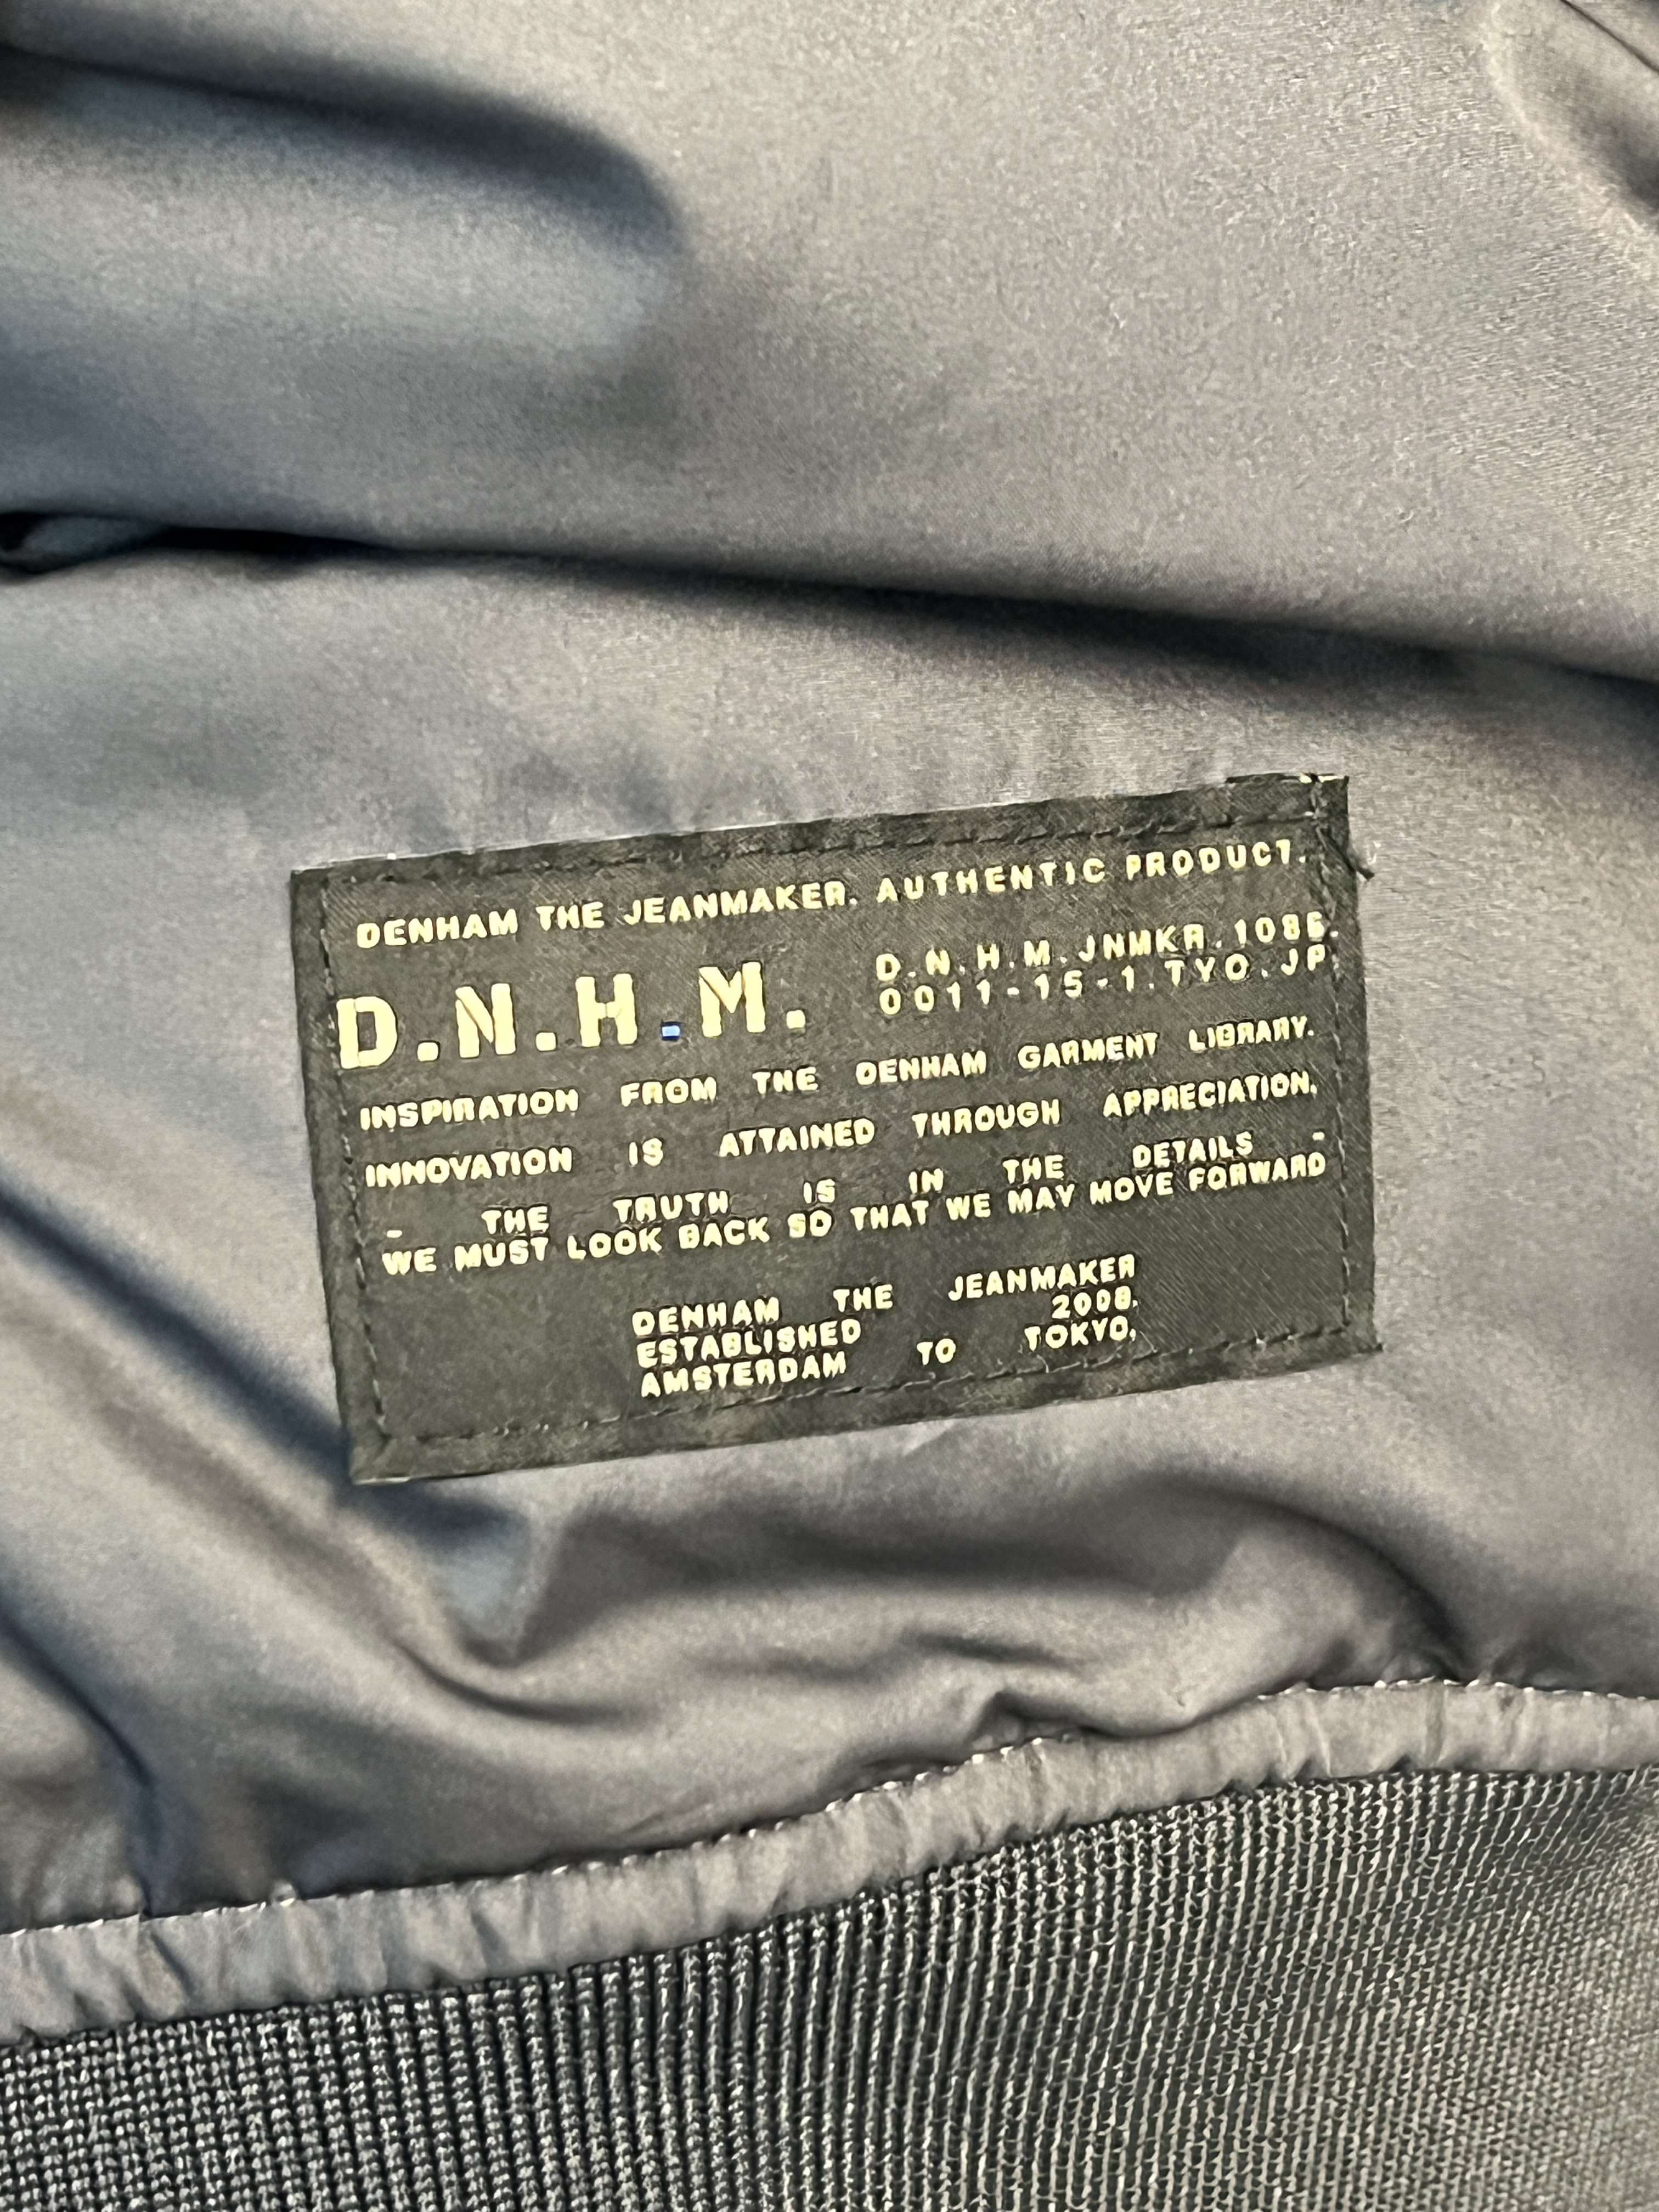 DENHAM THE JEANMAKER. AUTHENTIC PRODUCT.
D.N.H.M.
D.N.H.M.JNMKR.1086.
0011-15-1.TYO.JP
INSPIRATION FROM THE DENHAM GARMENT LIBRARY.
INNOVATION IS ATTAINED THROUGH APPRECIATION.
- THE TRUTH IS IN THE DETAILS -
WE MUST LOOK BACK SO THAT WE MAY MOVE FORWARD
DENHAM THE JEANMAKER
ESTABLISHED 2008.
AMSTERDAM TO TOKYO.